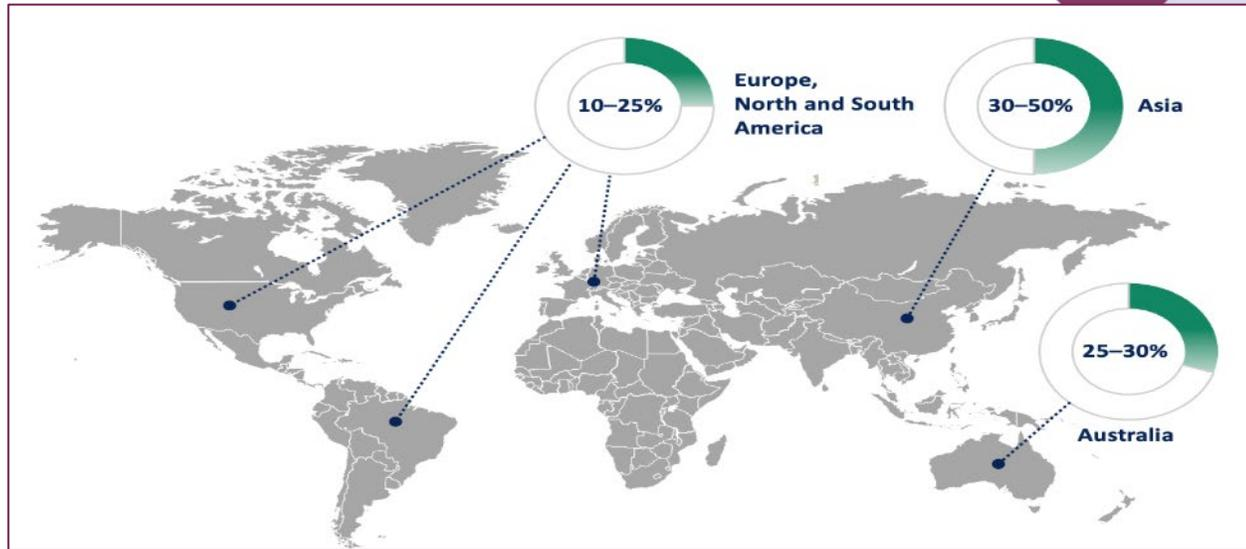 10–25%
Europe,
North and South
America
30–50%
Asia
25–30%
Australia